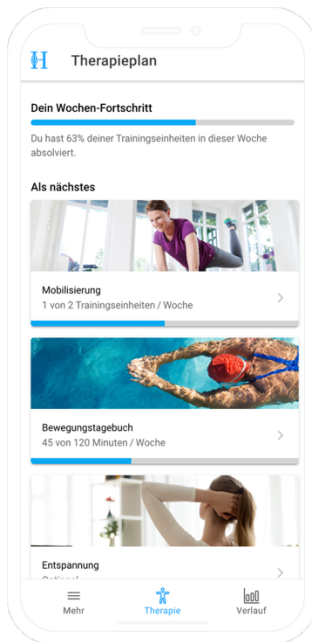 H
Therapieplan
Dein Wochen-Fortschritt
Du hast 63% deiner Trainingseinheiten in dieser Woche
absolviert.
Als nächstes
Mobilisierung
1 von 2 Trainingseinheiten / Woche
Bewegungstagebuch
45 von 120 Minuten / Woche
Entspannung
Optional
Mehr
Therapie
Verlauf